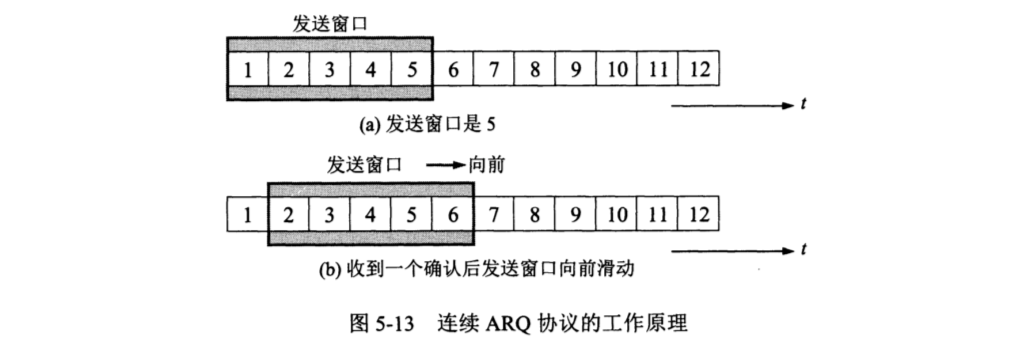 发送窗口
1 2 3 4 5 6 7 8 9 10 11 12
t
(a) 发送窗口是 5
发送窗口 向前
1 2 3 4 5 6 7 8 9 10 11 12
t
(b) 收到一个确认后发送窗口向前滑动
图 5-13 连续 ARQ 协议的工作原理